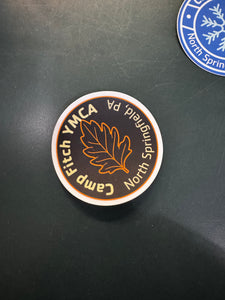 Camp Fitch YMCA
North Springfield, PA
North Sprin